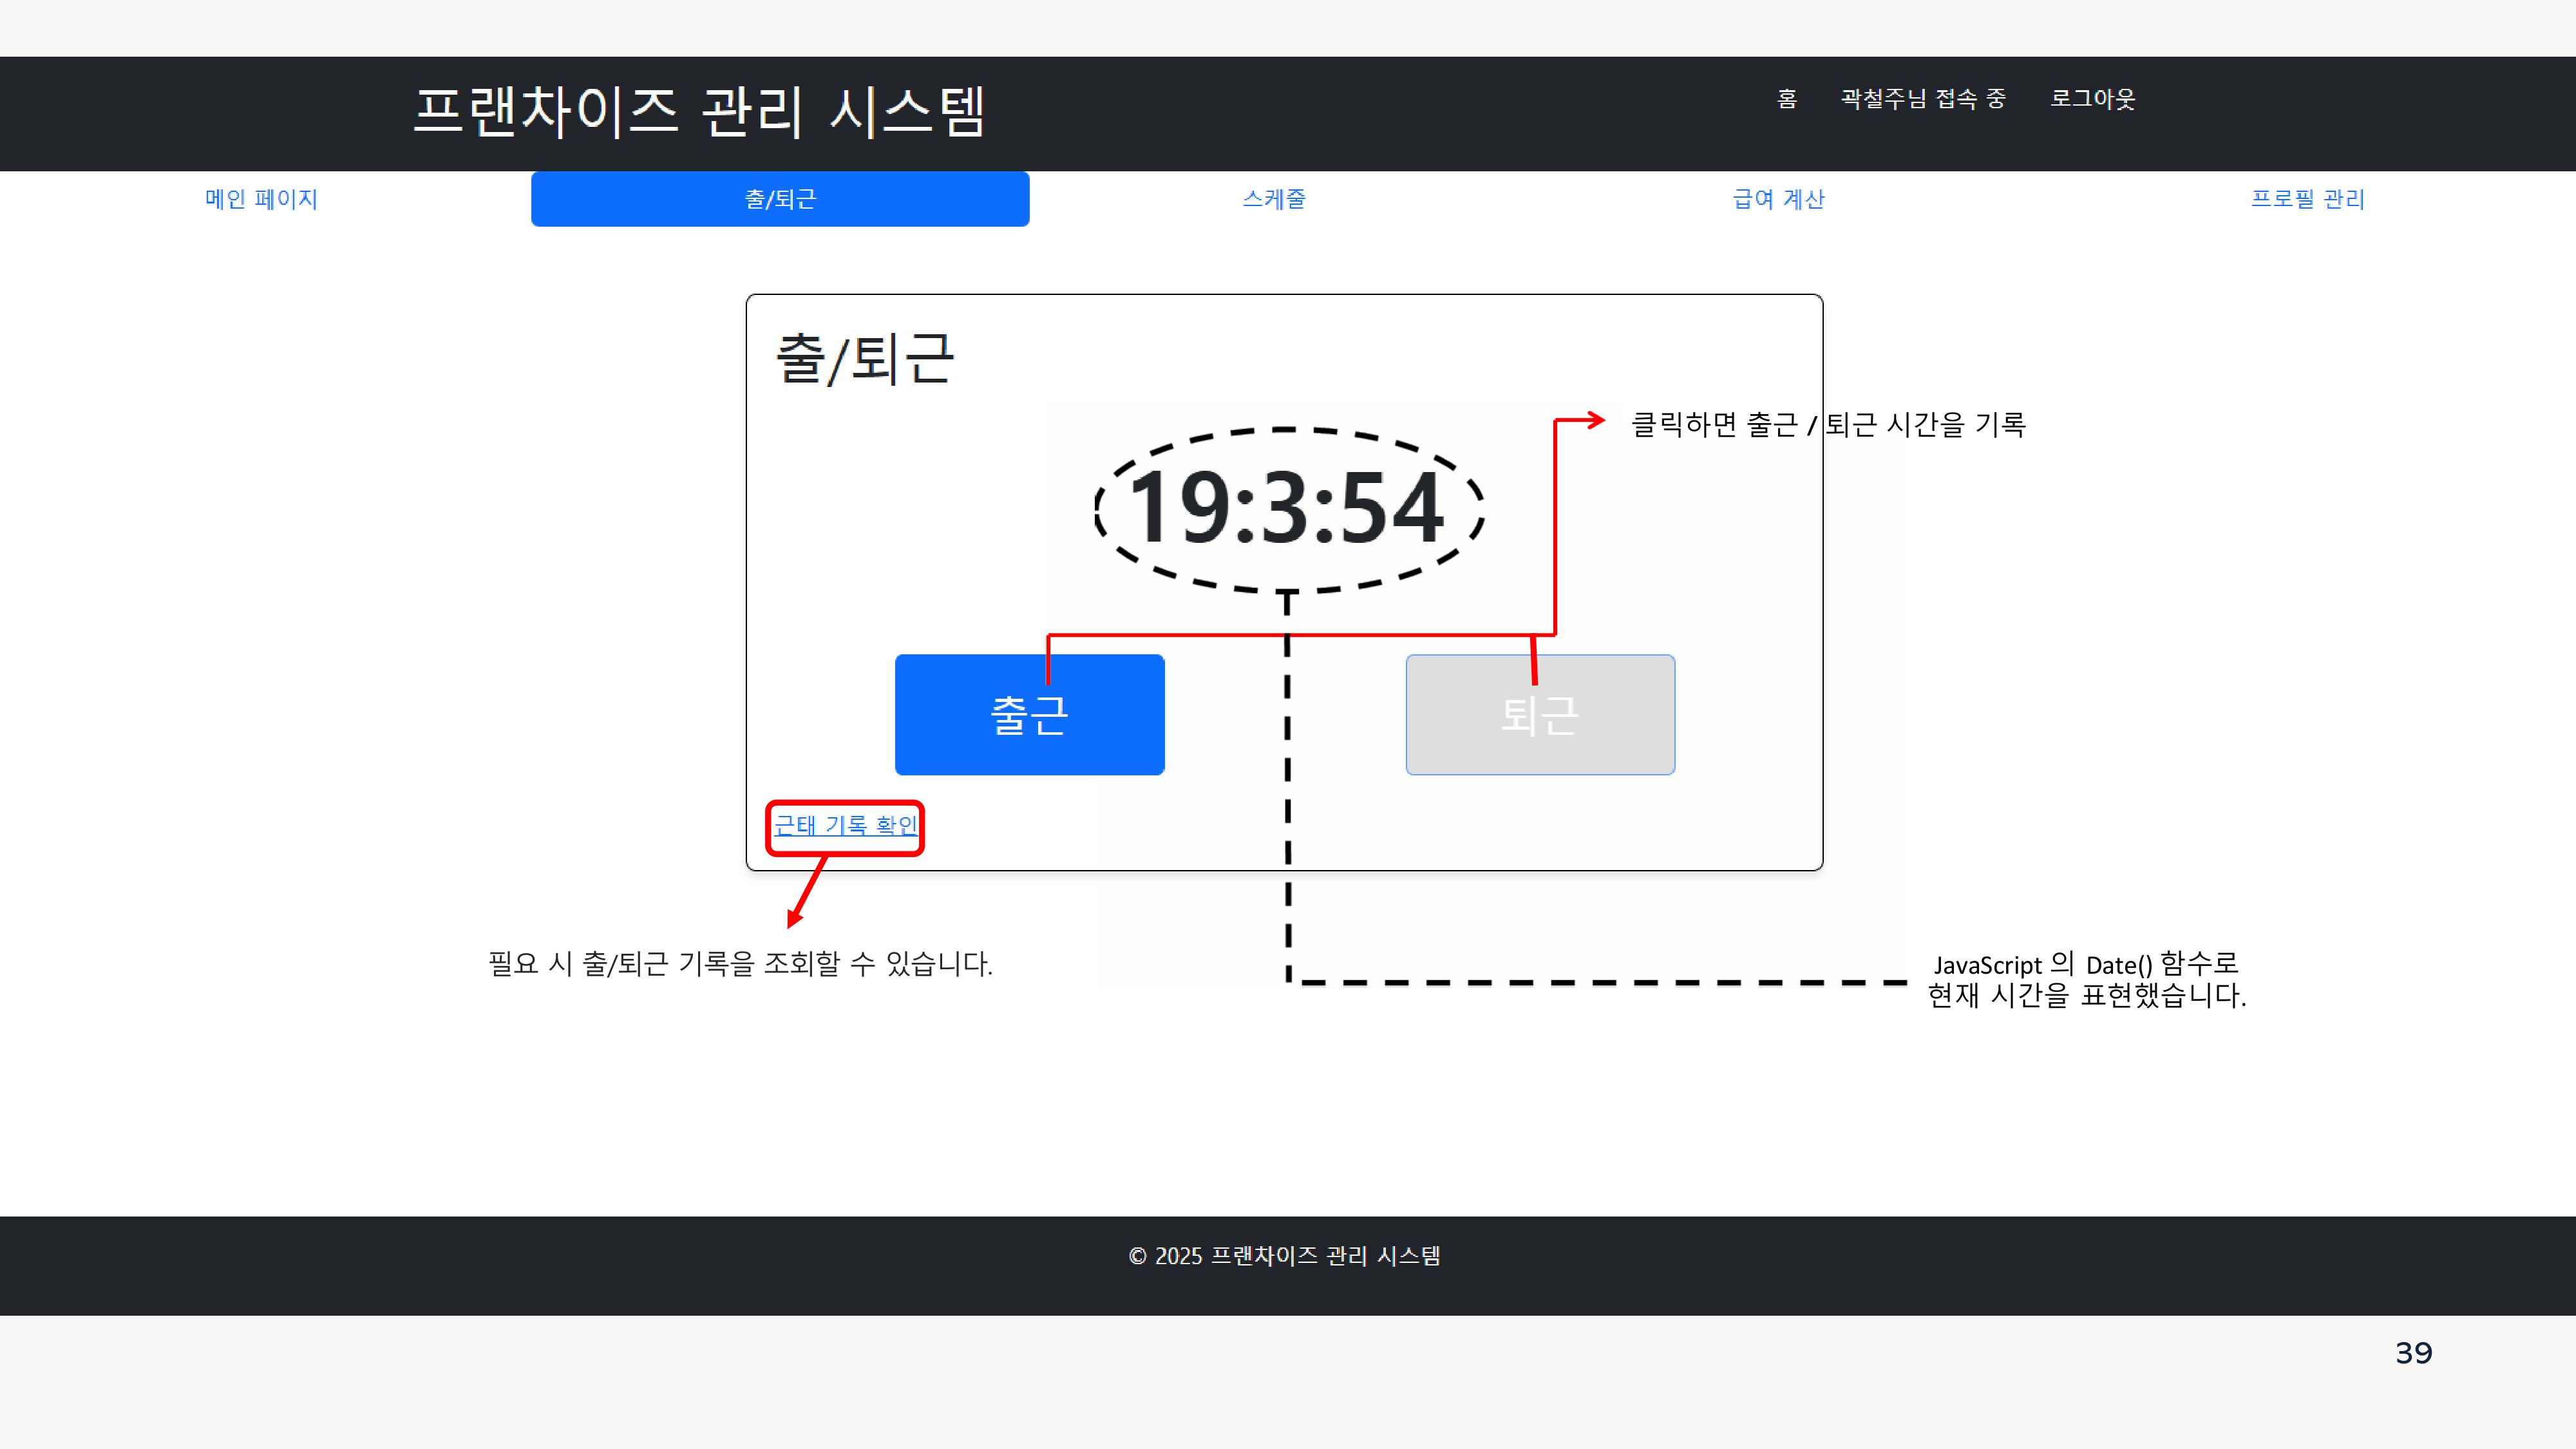 프랜차이즈 관리 시스템
홈 곽철주님 접속 중 로그아웃
메인 페이지 출/퇴근 스케줄 급여 계산 프로필 관리
출/퇴근
클릭하면 출근 / 퇴근 시간을 기록
19:3:54
출근 퇴근
근태 기록 확인
필요 시 출/퇴근 기록을 조회할 수 있습니다.
JavaScript 의 Date() 함수로
현재 시간을 표현했습니다.
© 2025 프랜차이즈 관리 시스템
39